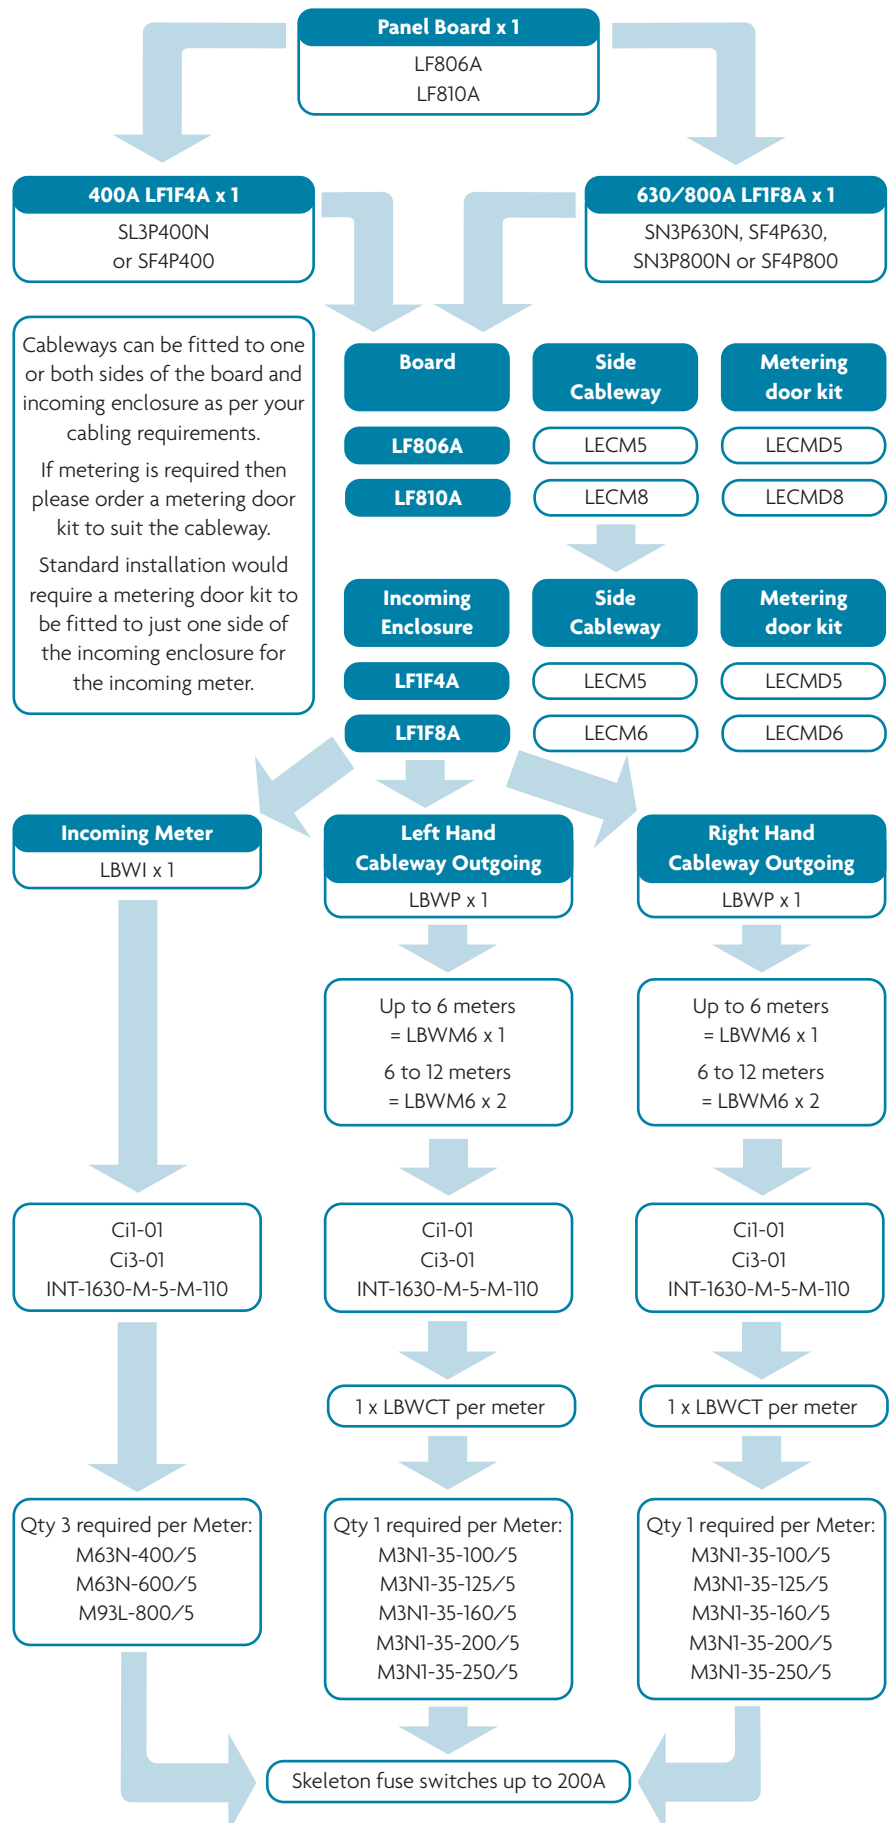 Panel Board x 1
LF806A
LF810A
400A LF1F4A x 1
SL3P400N
or SF4P400
630/800A LF1F8A x 1
SN3P630N, SF4P630,
SN3P800N or SF4P800
Cableways can be fitted to one
or both sides of the board and
incoming enclosure as per your
cabling requirements.
If metering is required then
please order a metering door
kit to suit the cableway.
Standard installation would
require a metering door kit to
be fitted to just one side of
the incoming enclosure for
the incoming meter.
Board
Side
Cableway
Metering
door kit
LF806A
LECM5
LECMD5
LF810A
LECM8
LECMD8
Incoming
Enclosure
Side
Cableway
Metering
door kit
LF1F4A
LECM5
LECMD5
LF1F8A
LECM6
LECMD6
Incoming Meter
LBWI x 1
Left Hand
Cableway Outgoing
LBWP x 1
Right Hand
Cableway Outgoing
LBWP x 1
Up to 6 meters
= LBWM6 x 1
6 to 12 meters
= LBWM6 x 2
Up to 6 meters
= LBWM6 x 1
6 to 12 meters
= LBWM6 x 2
Ci1-01
Ci3-01
INT-1630-M-5-M-110
Ci1-01
Ci3-01
INT-1630-M-5-M-110
Ci1-01
Ci3-01
INT-1630-M-5-M-110
1 x LBWCT per meter
1 x LBWCT per meter
Qty 3 required per Meter:
M63N-400/5
M63N-600/5
M93L-800/5
Qty 1 required per Meter:
M3N1-35-100/5
M3N1-35-125/5
M3N1-35-160/5
M3N1-35-200/5
M3N1-35-250/5
Qty 1 required per Meter:
M3N1-35-100/5
M3N1-35-125/5
M3N1-35-160/5
M3N1-35-200/5
M3N1-35-250/5
Skeleton fuse switches up to 200A